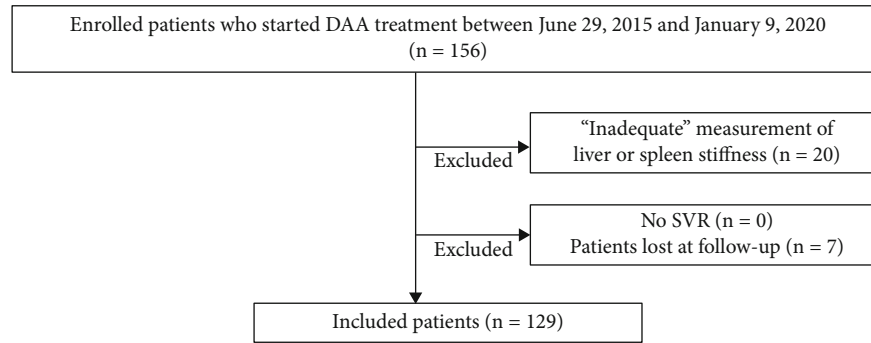 Enrolled patients who started DAA treatment between June 29, 2015 and January 9, 2020
(n = 156)
“Inadequate” measurement of
liver or spleen stiffness (n = 20)
Excluded
No SVR (n = 0)
Patients lost at follow-up (n = 7)
Excluded
Included patients (n = 129)